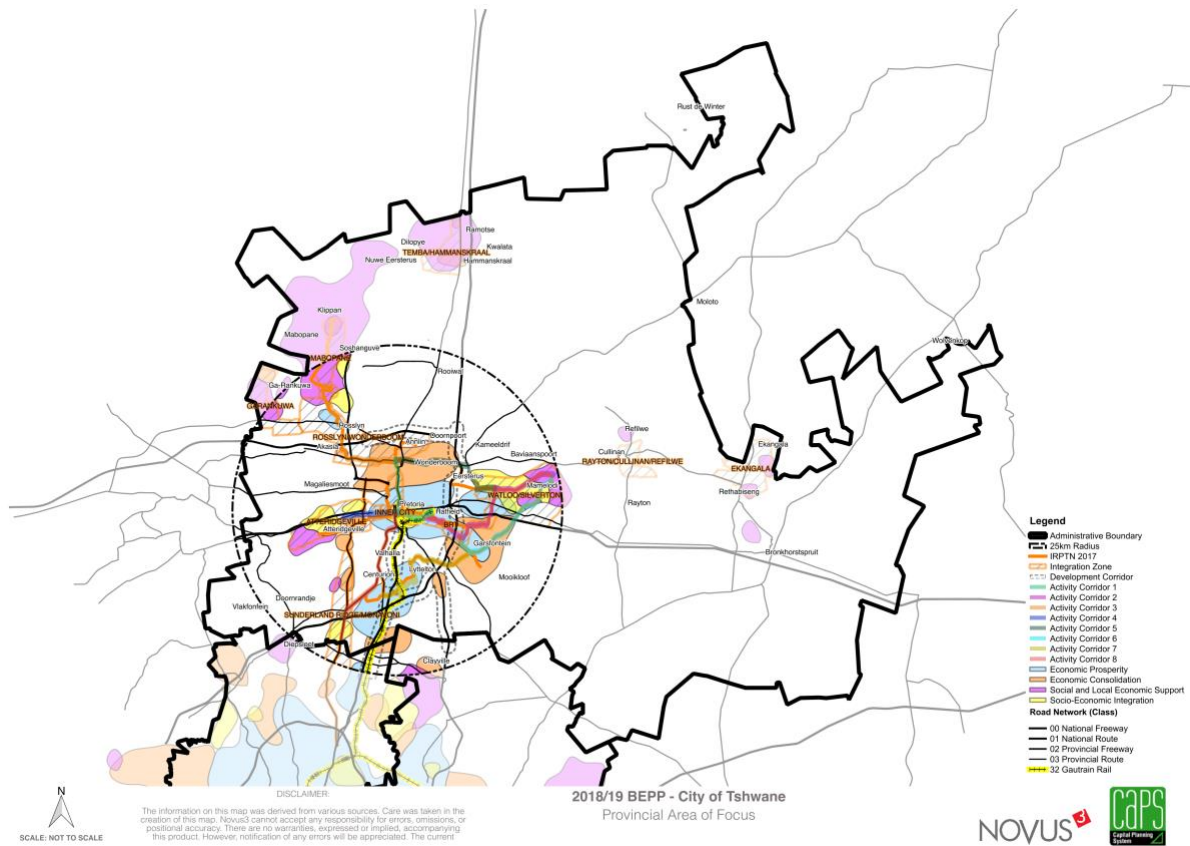 Rust de Winter
Ramotse
Dilopye
Kwalata
TEMBA/HAMMANSKRAAL
Nuwe Eersterus
Hammanskraal
Moloto
Klippan
Mabopane
Soshanguve
MABOPANE
Rooiwal
Ga-Rankuwa
GARANKUWA
Rosslyn
ROSSLYN/WONDERBOOM
Doornpoort
Akasia
Annlin
Kameeldrif
Refilwe
Cullinan
Ekangala
Baviaanspoort
RAYTON/CULLINAN/REFILWE
Wonderboom
EKANGALA
Eersterus
Magaliesmoot
Mamelodi
Rethabiseng
WATLOO/SILVERTON
Rayton
Pretoria
INNER CITY
Hatfield
ATTERIDGEVILLE
BRT
Atteridgeville
Garsfontein
Valhalla
Bronkhorstspruit
Lyttelton
Centurion
Mooikloof
Doornrandje
Vlakfontein
Diepsloot
Clayville
Legend
Administrative Boundary
25km Radius
IRPTN 2017
Integration Zone
Development Corridor
Activity Corridor 1
Activity Corridor 2
Activity Corridor 3
Activity Corridor 4
Activity Corridor 5
Activity Corridor 6
Activity Corridor 7
Activity Corridor 8
Economic Prosperity
Economic Consolidation
Social and Local Economic Support
Socio-Economic Integration
Road Network (Class)
00 National Freeway
01 National Route
02 Provincial Freeway
03 Provincial Route
32 Gautrain Rail
N
SCALE: NOT TO SCALE
DISCLAIMER:
The information on this map was derived from various sources. Care was taken in the
creation of this map. Novus3 cannot accept any responsibility for errors, omissions, or
positional accuracy. There are no warranties, expressed or implied, accompanying
this product. However, notification of any errors will be appreciated. The current
2018/19 BEPP - City of Tshwane
Provincial Area of Focus
NOVUS3
CaPS
Capital Planning
System